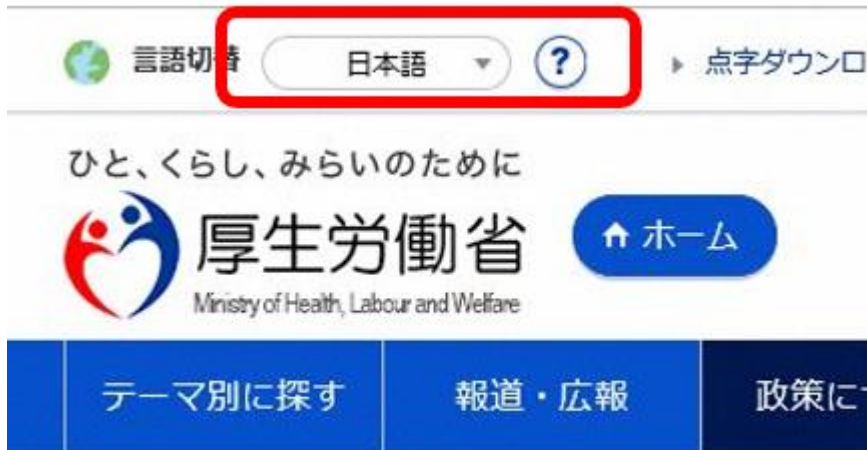 言語切替 日本語 ? 点字ダウンロ
ひと、くらし、みらいのために
厚生労働省 ホーム
Ministry of Health, Labour and Welfare
テーマ別に探す 報道・広報 政策に